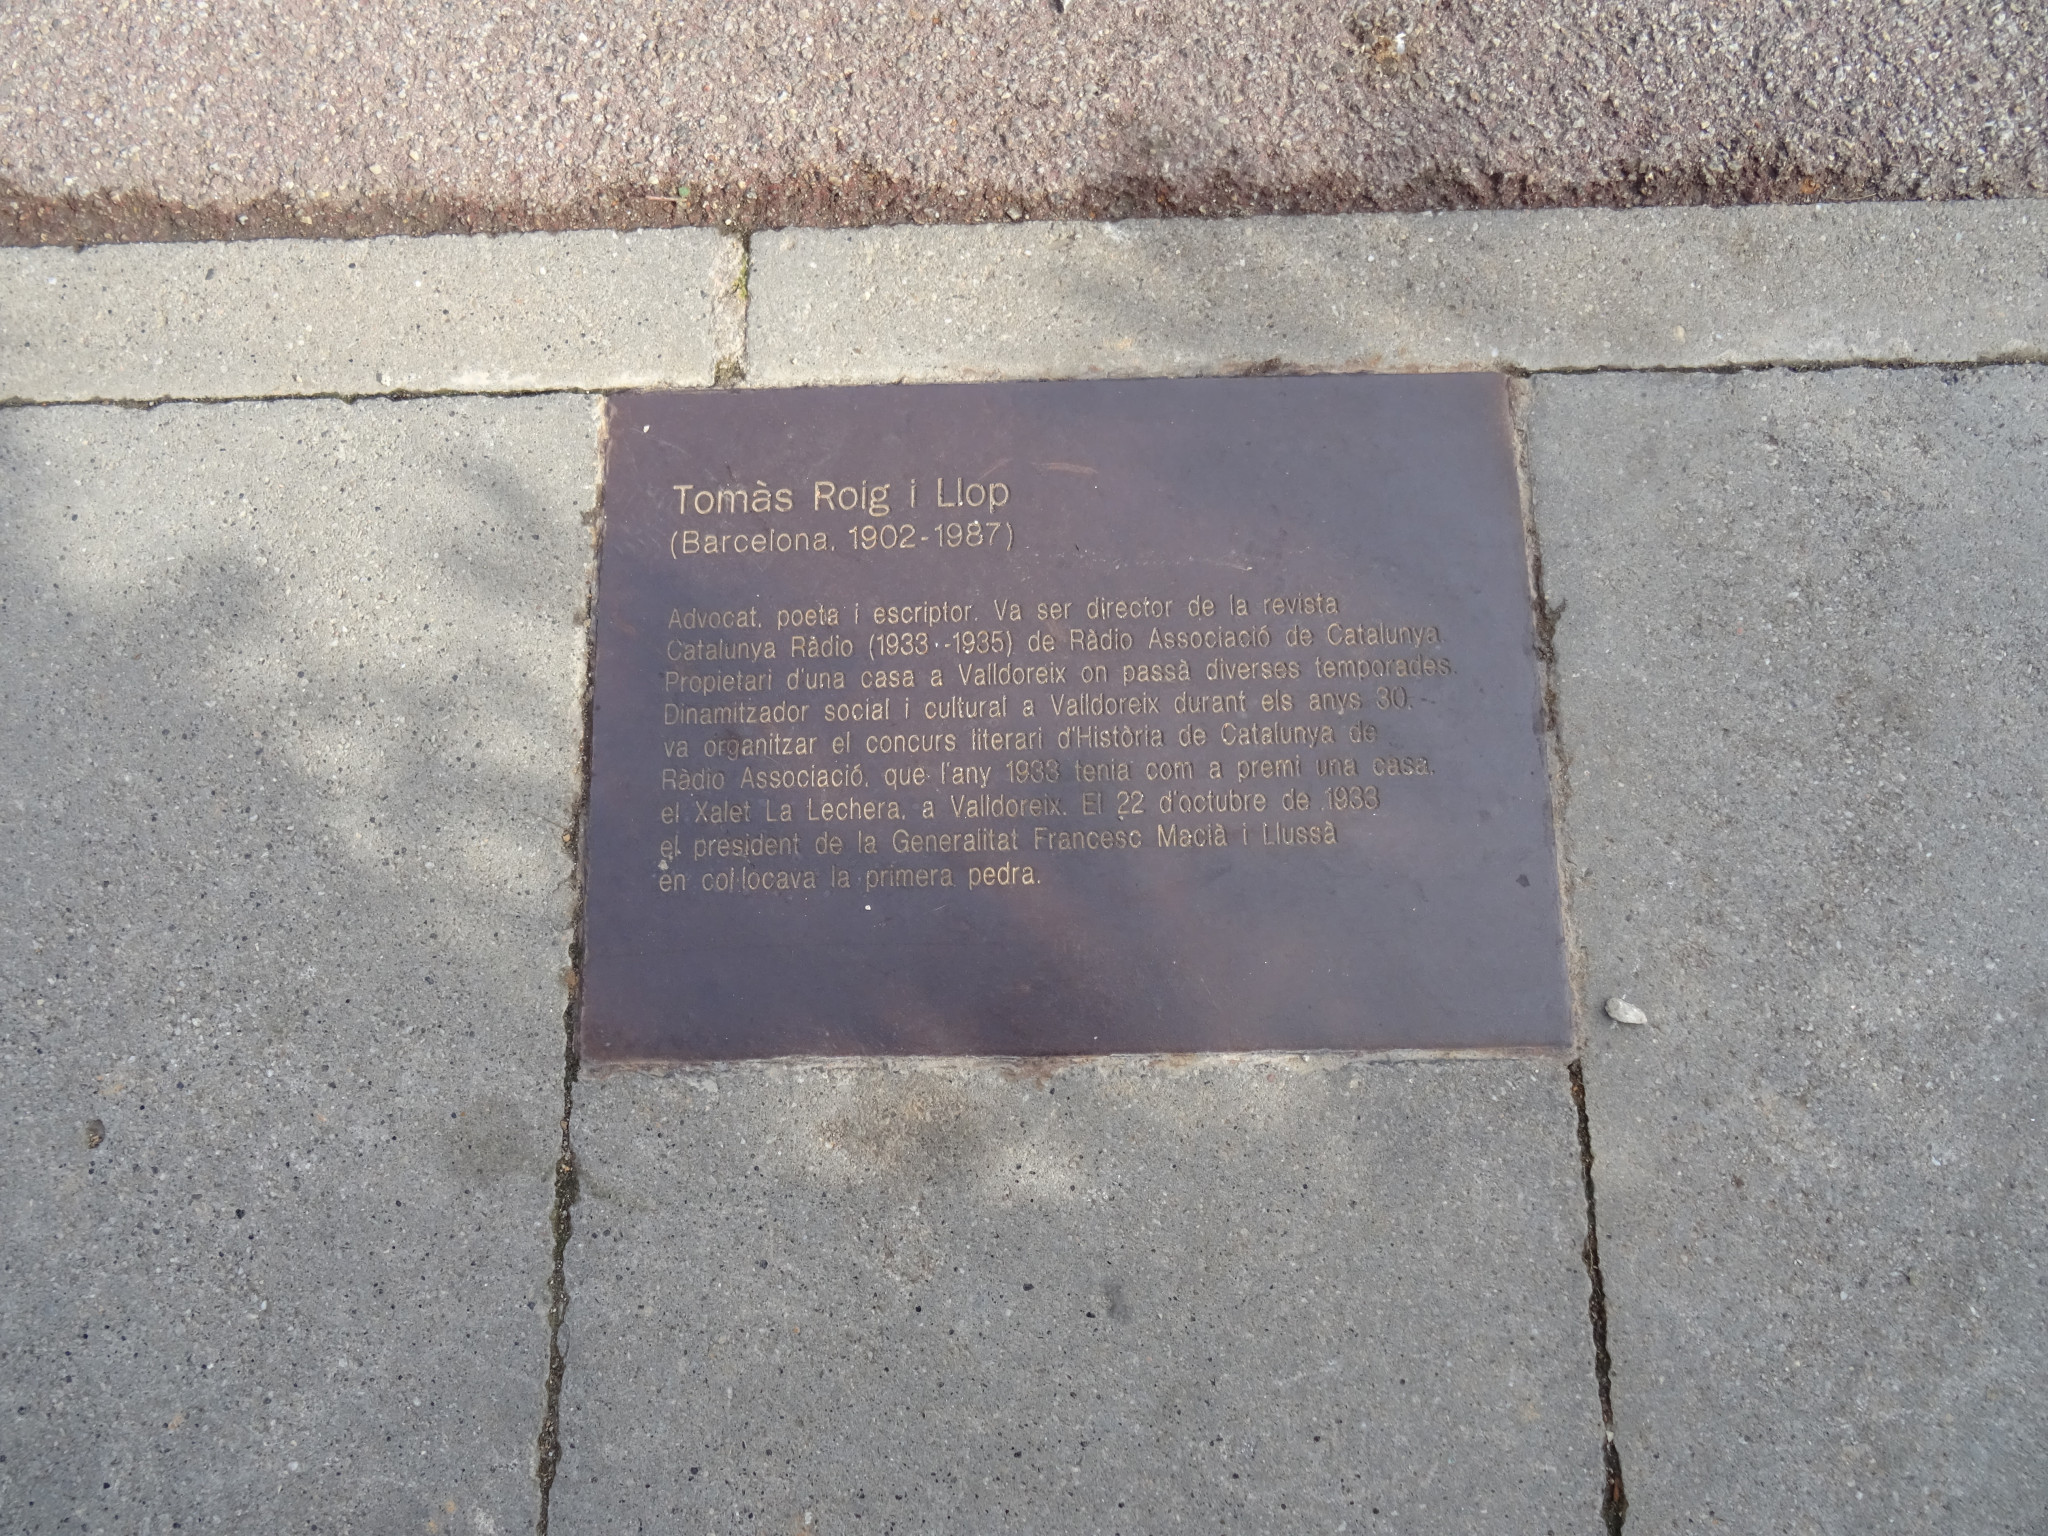 Tomàs Roig i Llop
(Barcelona, 1902-1987)
Advocat, poeta i escriptor. Va ser director de la revista
Catalunya Ràdio (1933-1935) de Ràdio Associació de Catalunya.
Propietari d'una casa a Valldoreix on passà diverses temporades.
Dinamitzador social i cultural a Valldoreix durant els anys 30,
va organitzar el concurs literari d'Història de Catalunya de
Ràdio Associació, que l'any 1933 tenia com a premi una casa,
el Xalet La Lechera, a Valldoreix. El 22 d'octubre de 1933
el president de la Generalitat Francesc Macià i Llussà
en col·locava la primera pedra.